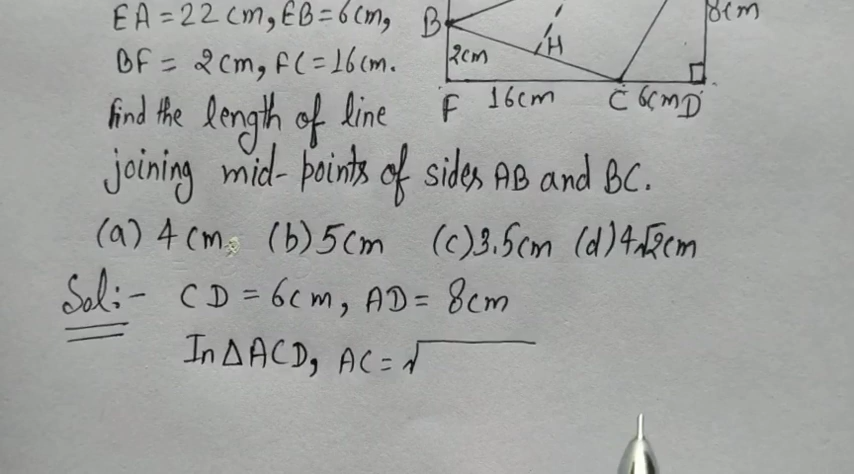 EA = 22 cm, EB = 6 cm,
BF = 2 cm, FC = 16 cm.
find the length of line
joining mid-points of sides AB and BC.
(a) 4 cm (b) 5 cm (c) 3.5 cm (d) 4√2 cm
Sol:- CD = 6 cm, AD = 8 cm
In ΔACD, AC = √
B
2cm
H
8cm
F 16cm C 6cm D